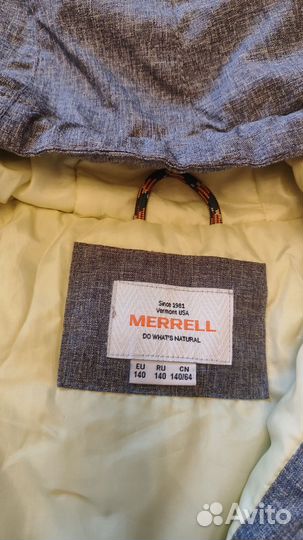 Since 1981
Vermont USA
MERRELL
DO WHAT'S NATURAL
EU RU CN
140 140 140/64
Avito